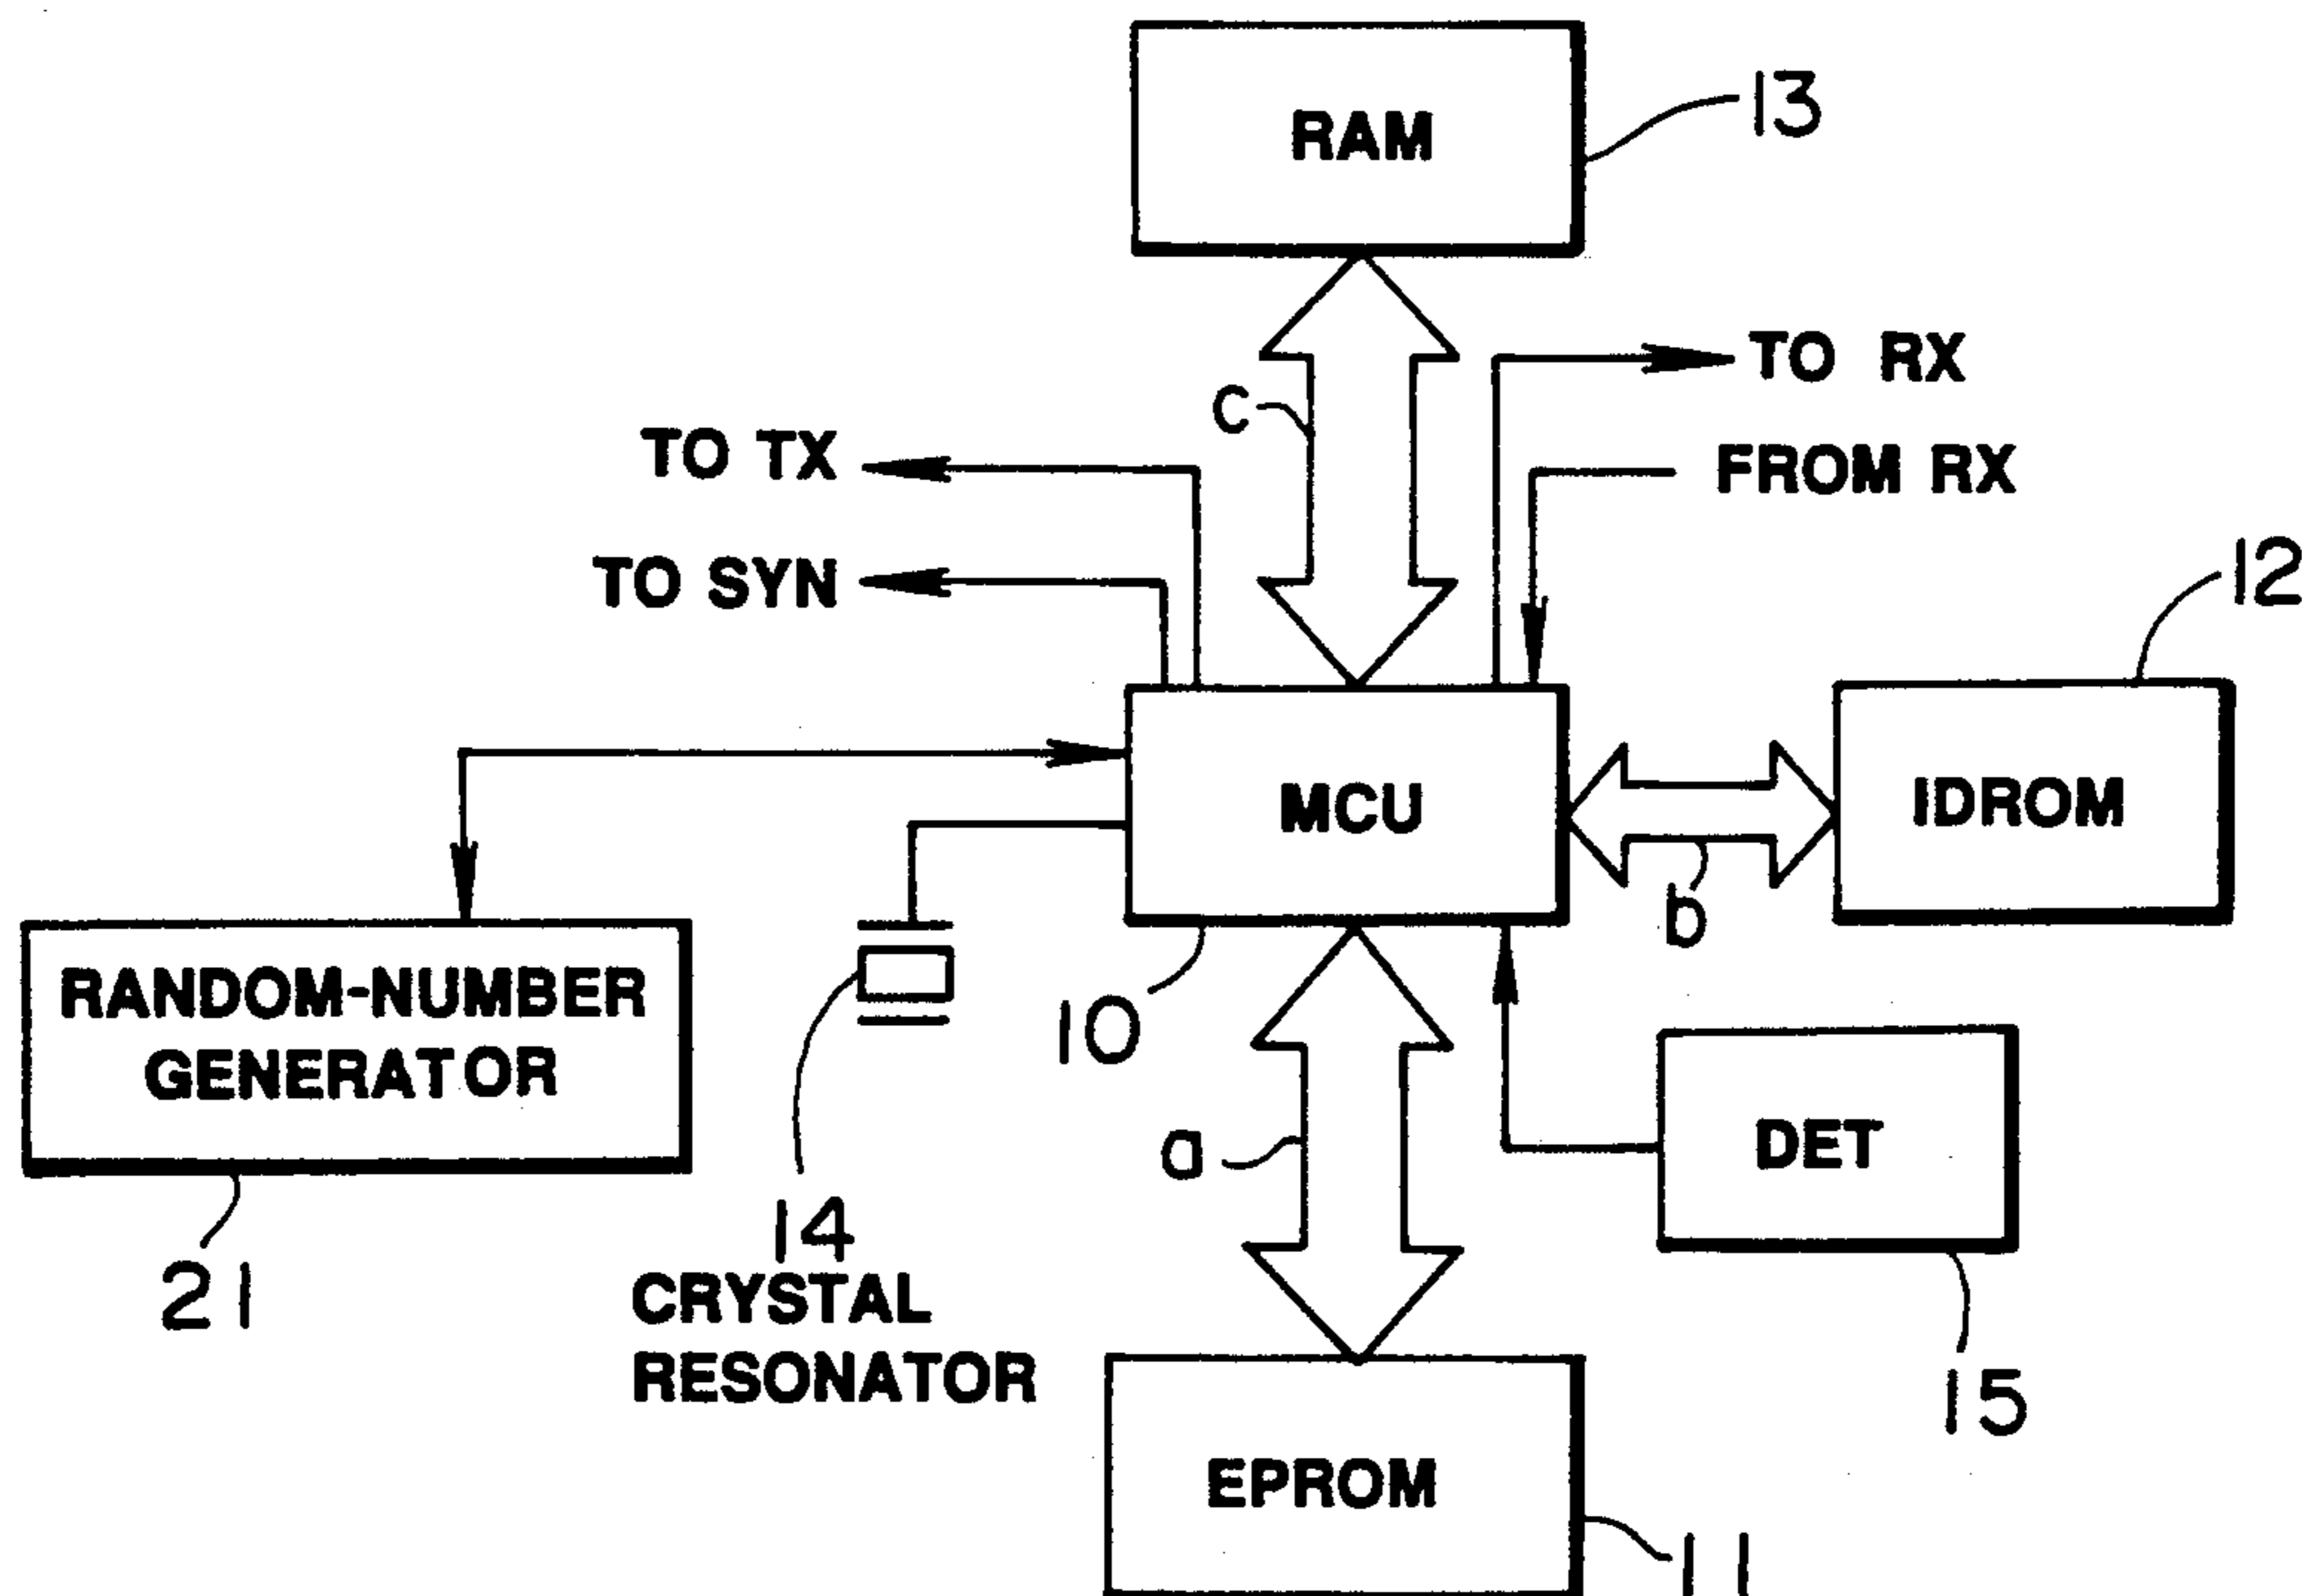 RAM
13
C
TO RX
TO TX
FROM RX
TO SYN
12
MCU
IDROM
b
10
RANDOM-NUMBER
GENERATOR
a
DET
21
14
CRYSTAL
RESONATOR
15
EPROM
11